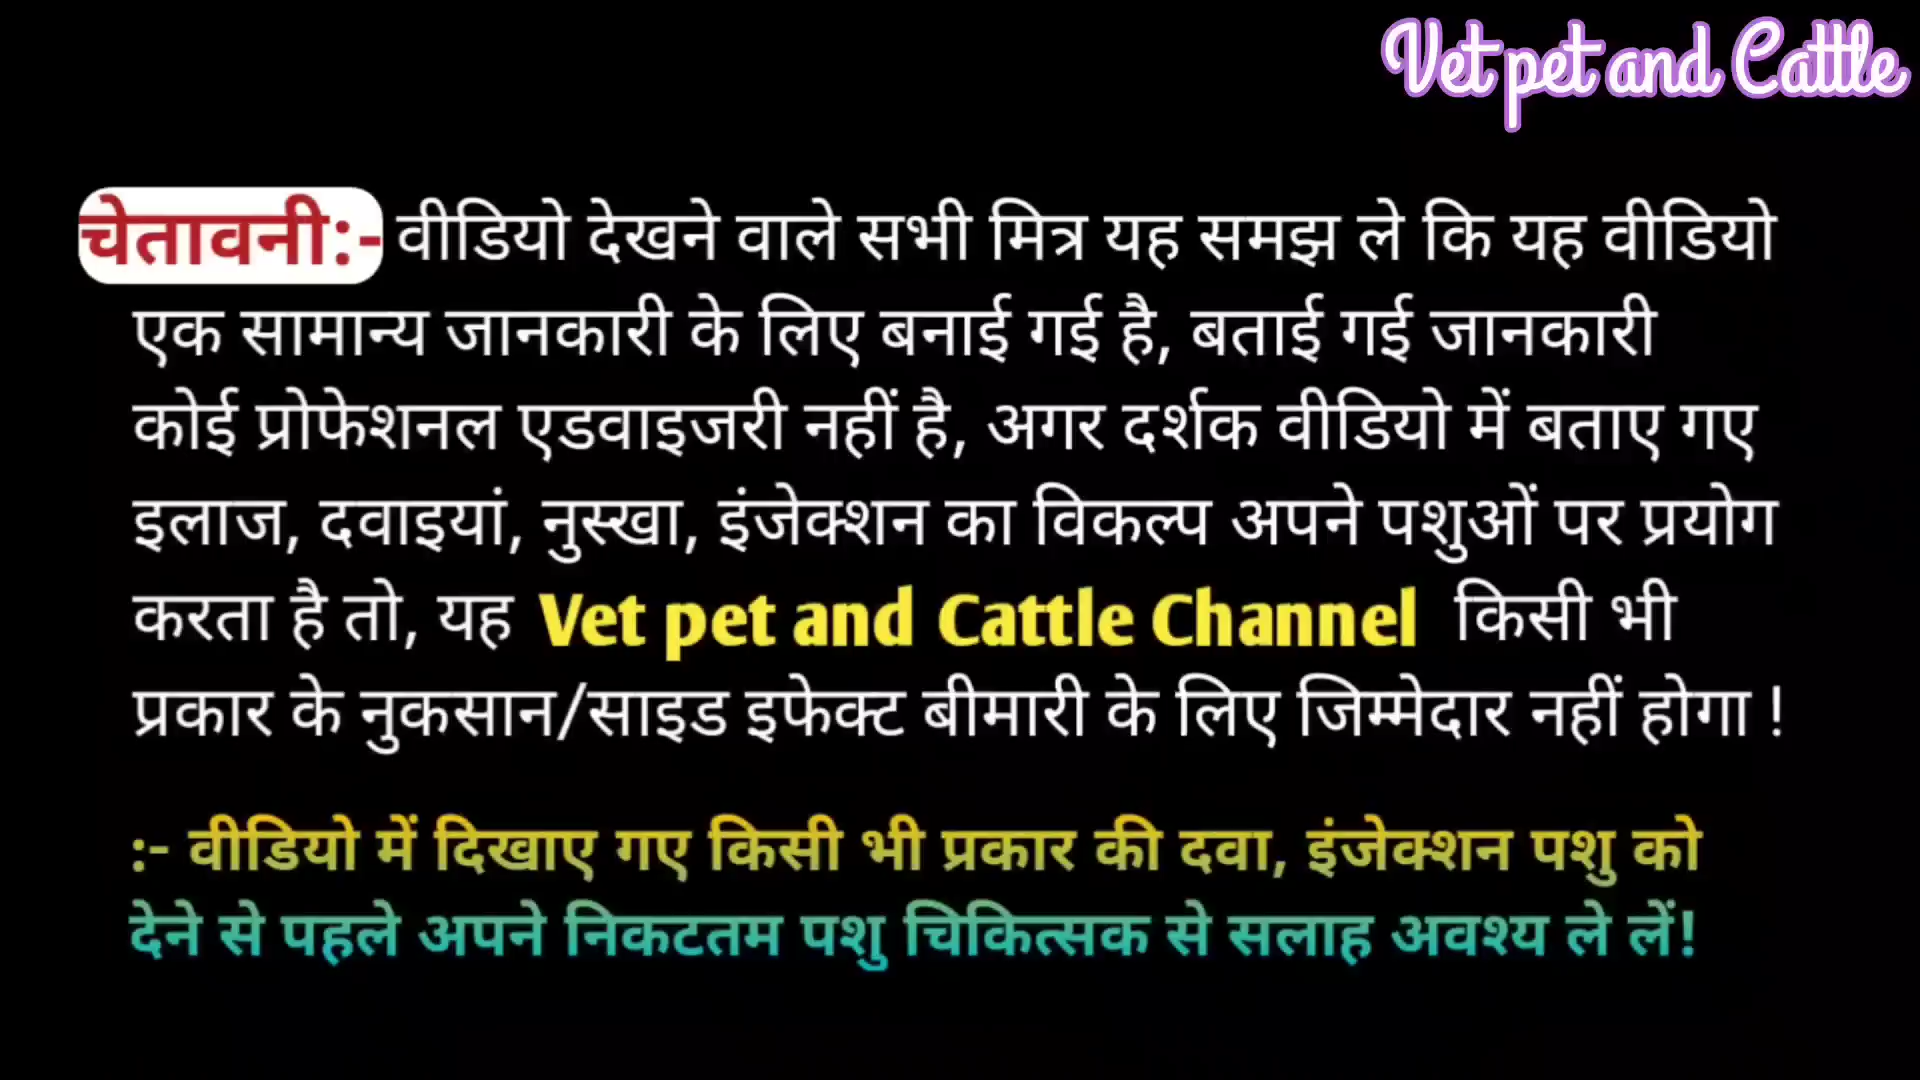 Vet pet and Cattle
चेतावनी:- वीडियो देखने वाले सभी मित्र यह समझ ले कि यह वीडियो
एक सामान्य जानकारी के लिए बनाई गई है, बताई गई जानकारी
कोई प्रोफेशनल एडवाइजरी नहीं है, अगर दर्शक वीडियो में बताए गए
इलाज, दवाइयां, नुस्खा, इंजेक्शन का विकल्प अपने पशुओं पर प्रयोग
करता है तो, यह Vet pet and Cattle Channel किसी भी
प्रकार के नुकसान/साइड इफेक्ट बीमारी के लिए जिम्मेदार नहीं होगा !
:- वीडियो में दिखाए गए किसी भी प्रकार की दवा, इंजेक्शन पशु को
देने से पहले अपने निकटतम पशु चिकित्सक से सलाह अवश्य ले लें!